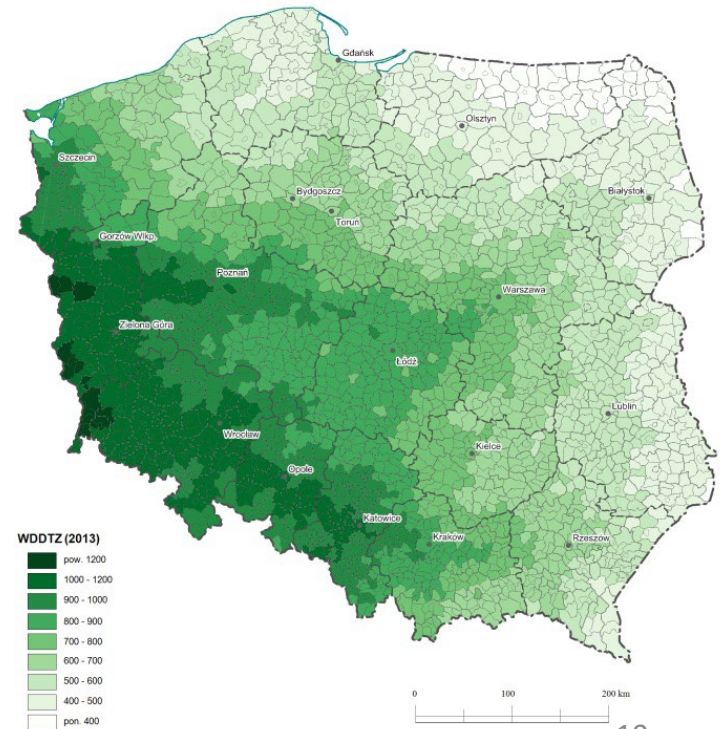 Gdańsk
Olsztyn
Szczecin
Bydgoszcz
Białystok
Toruń
Gorzów Wlkp.
Poznań
Warszawa
Zielona Góra
Łódź
Lublin
Wrocław
Kielce
Opole
Katowice
Kraków
Rzeszów
WDDTZ (2013)
pow. 1200
1000 - 1200
900 - 1000
800 - 900
700 - 800
600 - 700
500 - 600
400 - 500
pon. 400
0 100 200 km